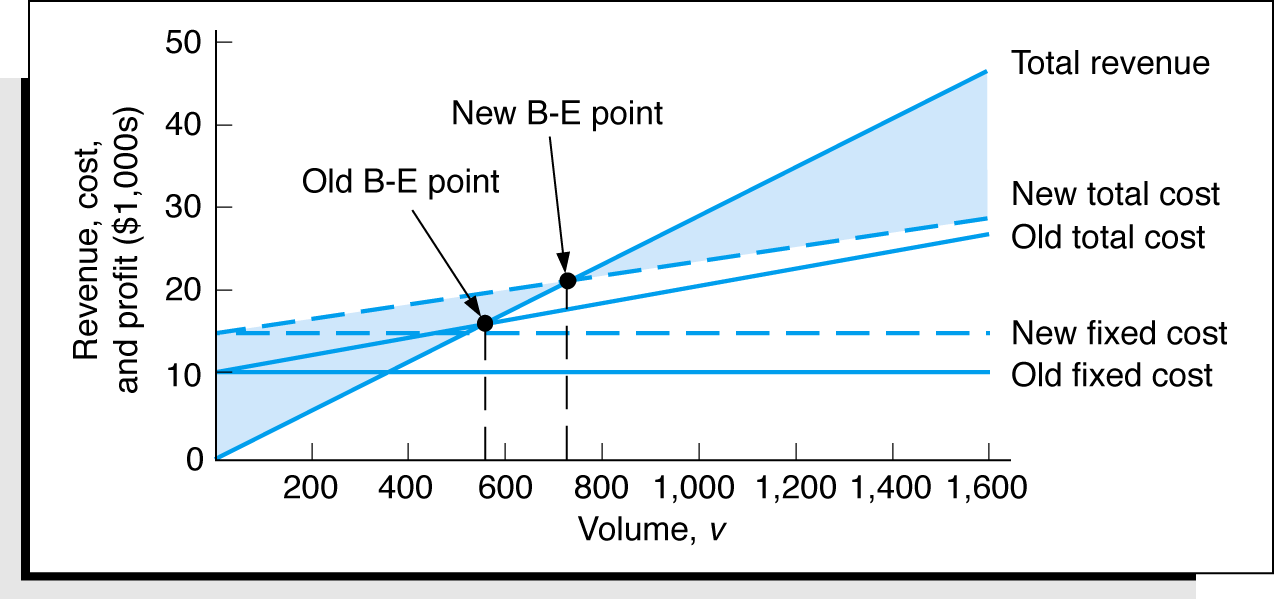 50
40
30
20
10
0
Revenue, cost,
and profit ($1,000s)
New B-E point
Old B-E point
Total revenue
New total cost
Old total cost
New fixed cost
Old fixed cost
200 400 600 800 1,000 1,200 1,400 1,600
Volume, v